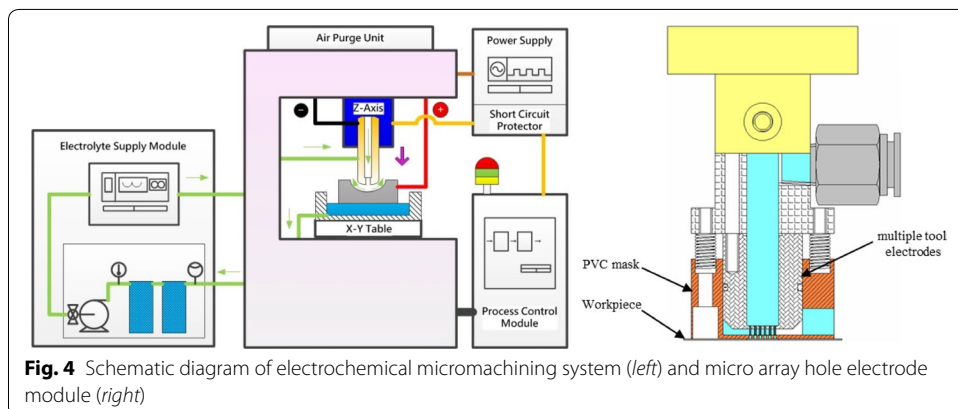 Air Purge Unit
Power Supply
Z-Axis
Short Circuit
Protector
Electrolyte Supply Module
X-Y Table
Process Control
Module
multiple tool
electrodes
PVC mask
Workpiece
Fig. 4 Schematic diagram of electrochemical micromachining system (left) and micro array hole electrode
module (right)